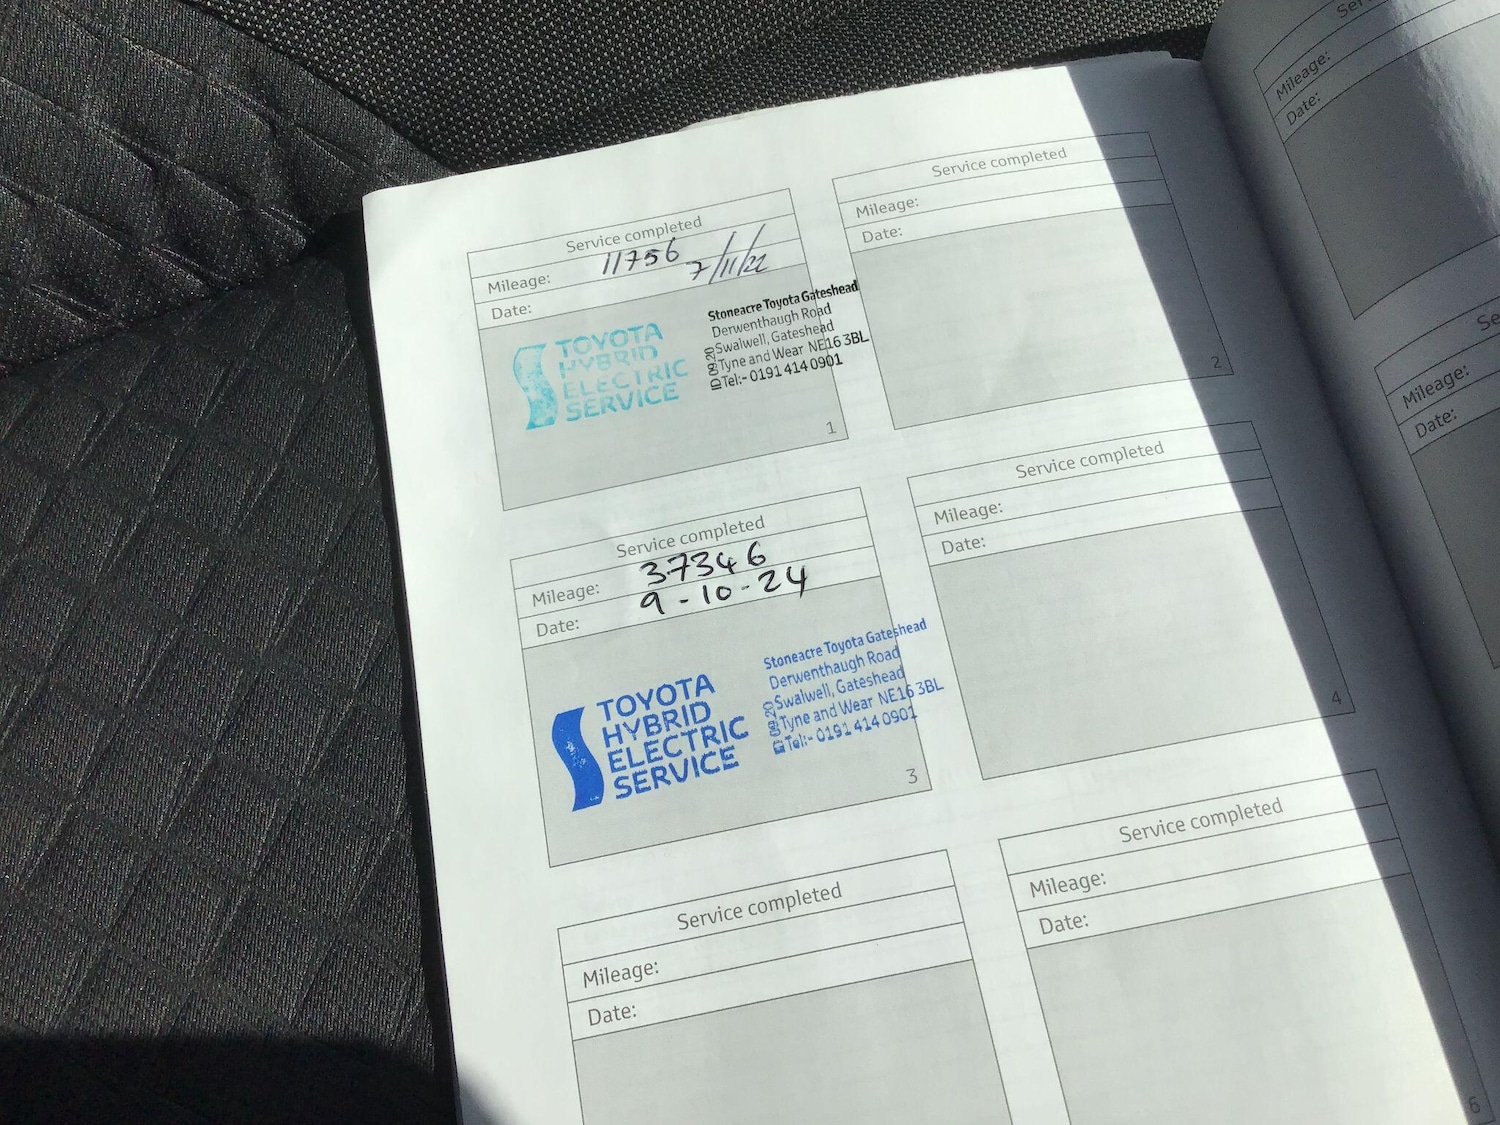 Service completed
Mileage: 11756
Date: 7/11/22
TOYOTA
HYBRID
ELECTRIC
SERVICE
Stoneacre Toyota Gateshead
Derwenthaugh Road
Swalwell, Gateshead
Tyne and Wear NE16 3BL
Tel:- 0191 414 0901
ID 09 20
1
Service completed
Mileage:
Date:
2
Service completed
Mileage: 37346
Date: 9-10-24
TOYOTA
HYBRID
ELECTRIC
SERVICE
Stoneacre Toyota Gateshead
Derwenthaugh Road
Swalwell, Gateshead
Tyne and Wear NE16 3BL
Tel:- 0191 414 0901
3
Service completed
Mileage:
Date:
4
Service completed
Mileage:
Date:
Service completed
Mileage:
Date:
6
Mileage:
Date:
Mileage:
Date: